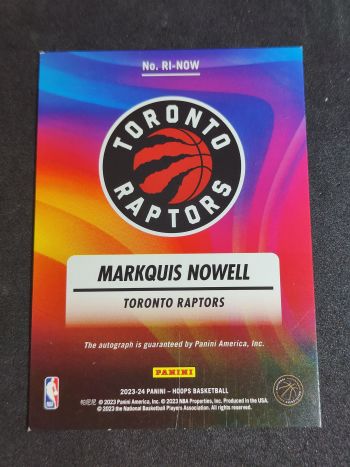 No. RI-NOW
TORONTO
RAPTORS
MARKQUIS NOWELL
TORONTO RAPTORS
The autograph is guaranteed by Panini America, Inc.
PANINI
2023-24 PANINI – HOOPS BASKETBALL
© 2023 Panini America, Inc. © 2023 NBA Properties, Inc. Produced in the USA.
© 2023 the National Basketball Players Association. All rights reserved.